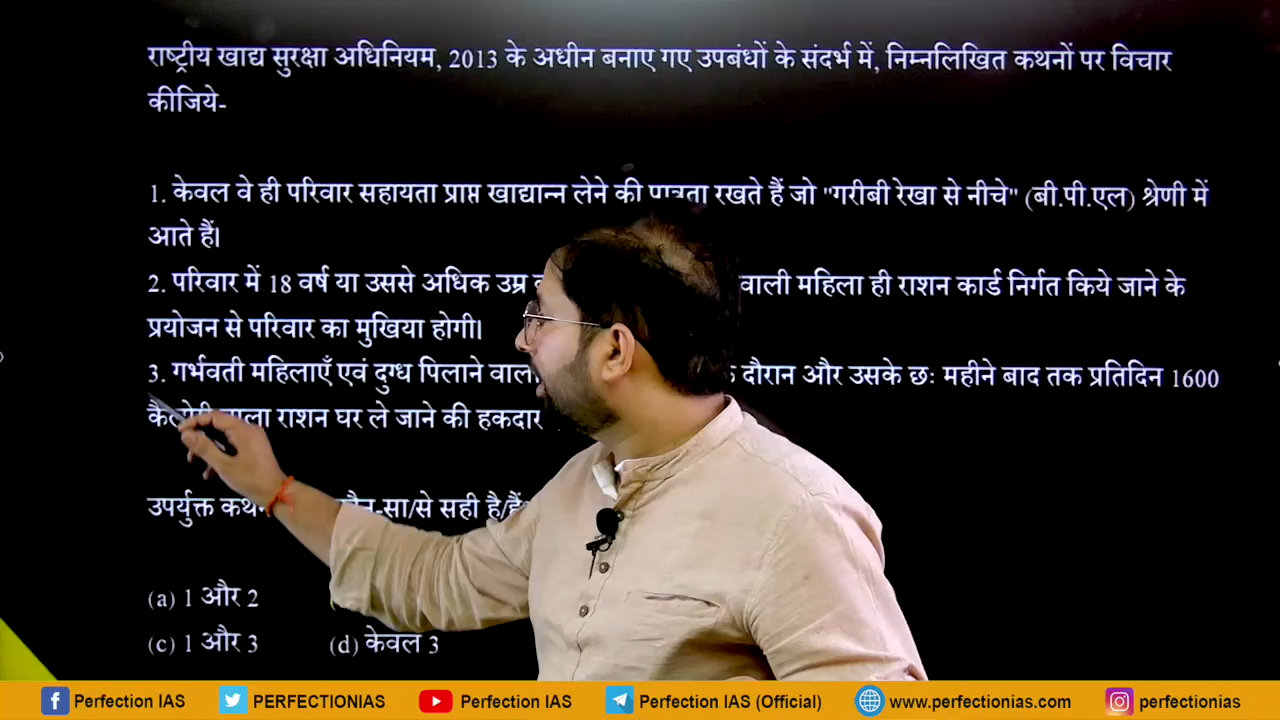 राष्ट्रीय खाद्य सुरक्षा अधिनियम, 2013 के अधीन बनाए गए उपबंधों के संदर्भ में, निम्नलिखित कथनों पर विचार
कीजिये-
1. केवल वे ही परिवार सहायता प्राप्त खाद्यान्न लेने की पात्रता रखते हैं जो "गरीबी रेखा से नीचे" (बी.पी.एल) श्रेणी में
आते हैं।
2. परिवार में 18 वर्ष या उससे अधिक उम्र वाली महिला ही राशन कार्ड निर्गत किये जाने के
प्रयोजन से परिवार का मुखिया होगी।
3. गर्भवती महिलाएँ एवं दुग्ध पिलाने दौरान और उसके छः महीने बाद तक प्रतिदिन 1600
राशन घर ले जाने की हकदार
उपर्युक्त सही है/हैं
(a) 1 और 2
(c) 1 और 3 (d) केवल 3
Perfection IAS PERFECTIONIAS Perfection IAS Perfection IAS (Official) www.perfectionias.com perfectionias